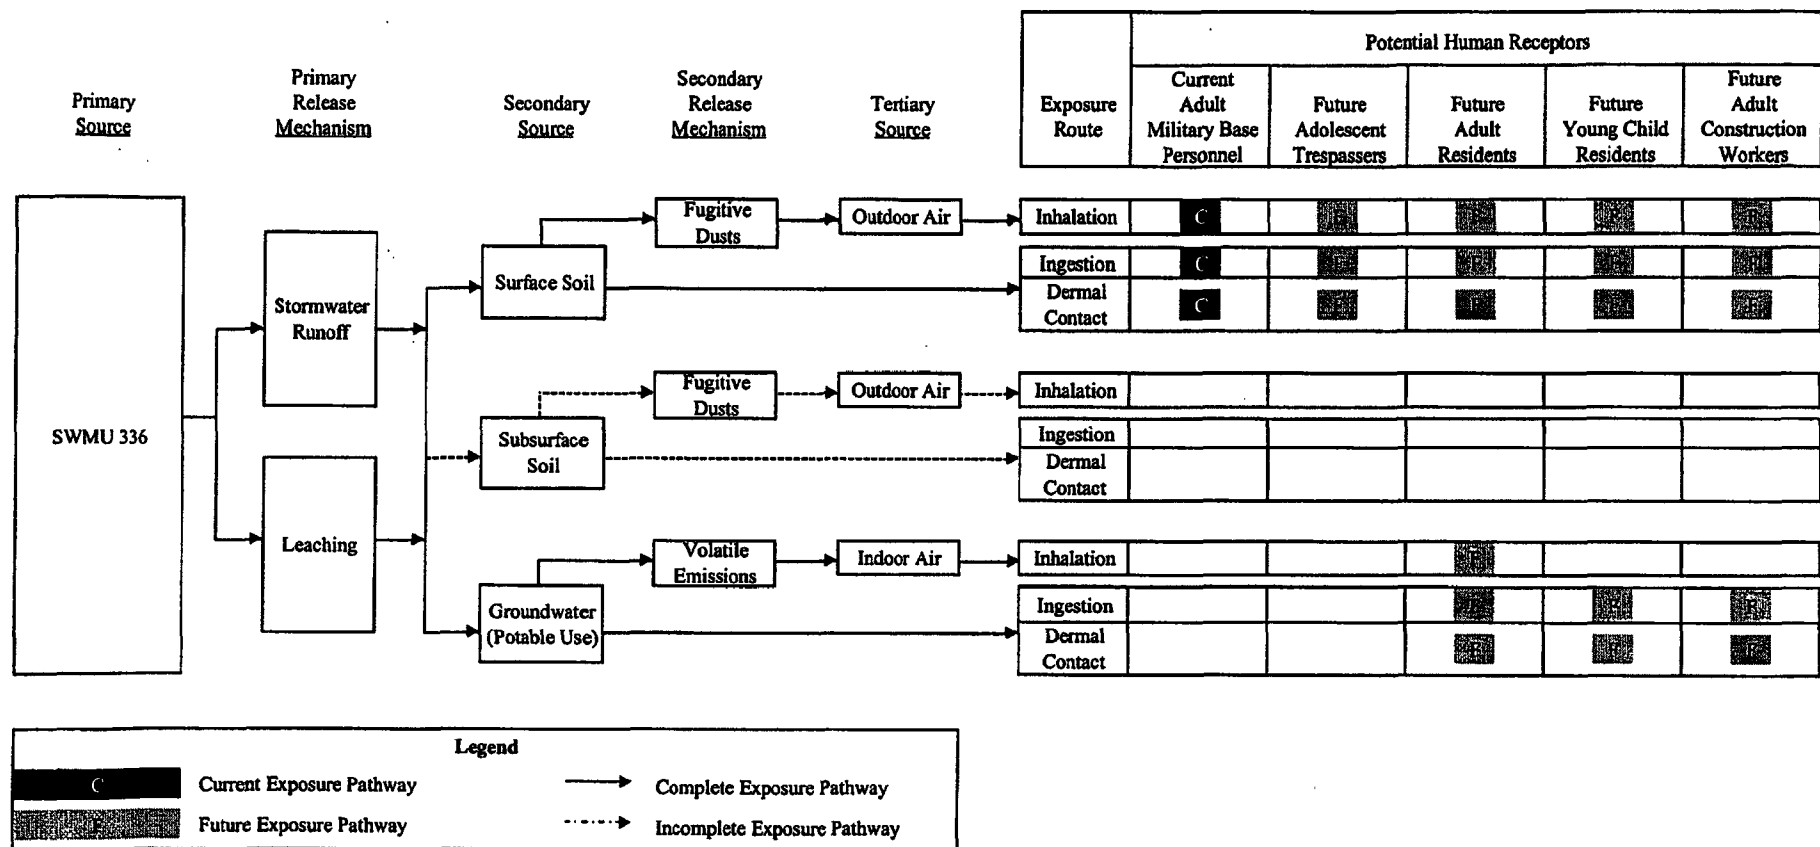 Potential Human Receptors
Primary
Source
Primary
Release
Mechanism
Secondary
Source
Secondary
Release
Mechanism
Tertiary
Source
Exposure
Route
Current
Adult
Military Base
Personnel
Future
Adolescent
Trespassers
Future
Adult
Residents
Future
Young Child
Residents
Future
Adult
Construction
Workers
SWMU 336
Stormwater
Runoff
Leaching
Surface Soil
Fugitive
Dusts
Outdoor Air
Inhalation
C
F
F
F
F
Ingestion
C
F
F
F
F
Dermal
Contact
C
F
F
F
F
Subsurface
Soil
Fugitive
Dusts
Outdoor Air
Inhalation
Ingestion
Dermal
Contact
Groundwater
(Potable Use)
Volatile
Emissions
Indoor Air
Inhalation
F
Ingestion
F
F
F
Dermal
Contact
F
F
F
Legend
C
Current Exposure Pathway
Complete Exposure Pathway
F
Future Exposure Pathway
Incomplete Exposure Pathway